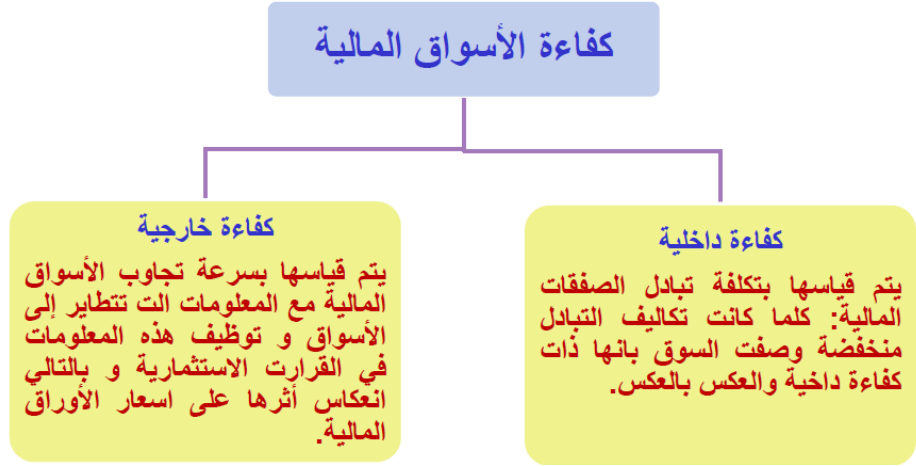 كفاءة الأسواق المالية
كفاءة داخلية
يتم قياسها بتكلفة تبادل الصفقات
المالية: كلما كانت تكاليف التبادل
منخفضة وصفت السوق بانها ذات
كفاءة داخية والعكس بالعكس.
كفاءة خارجية
يتم قياسها بسرعة تجاوب الأسواق
المالية مع المعلومات الت تتطاير إلى
الأسواق و توظيف هذه المعلومات
في القرارت الاستثمارية و بالتالي
انعكاس أثرها على اسعار الأوراق
المالية.